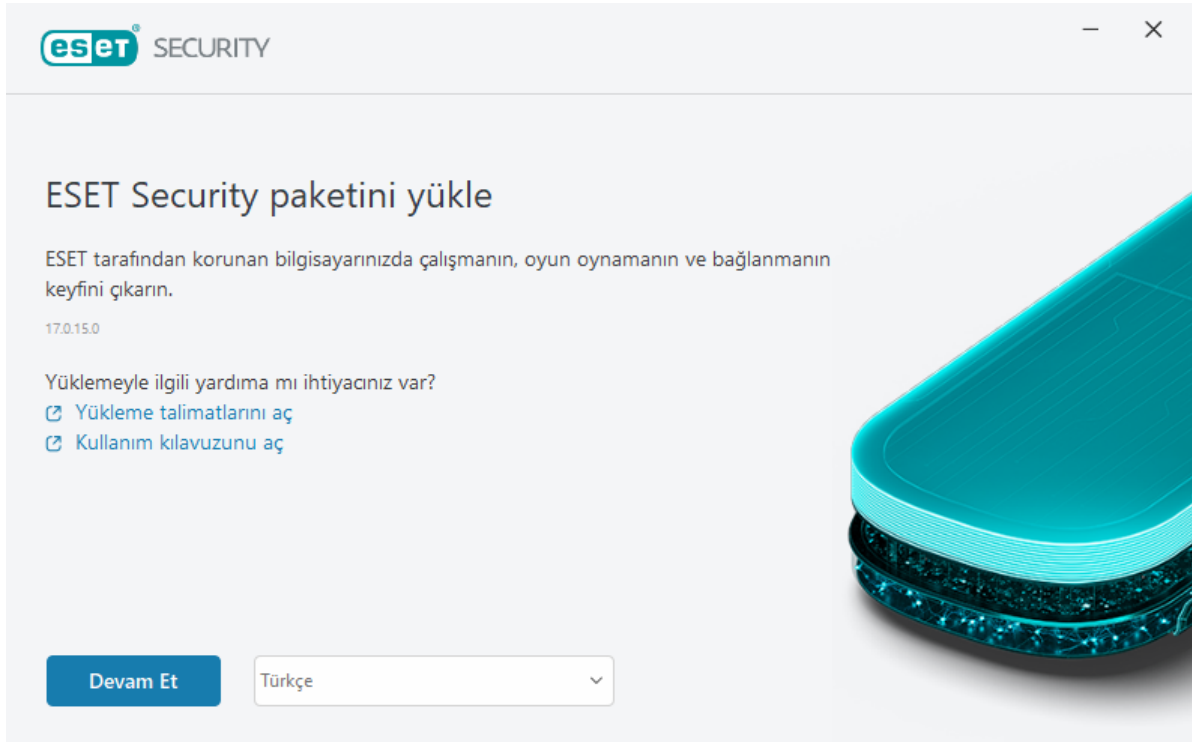 eseT® SECURITY
ESET Security paketini yükle
ESET tarafından korunan bilgisayarınızda çalışmanın, oyun oynamanın ve bağlanmanın
keyfini çıkarın.
17.0.15.0
Yüklemeyle ilgili yardıma mı ihtiyacınız var?
Yükleme talimatlarını aç
Kullanım kılavuzunu aç
Devam Et
Türkçe